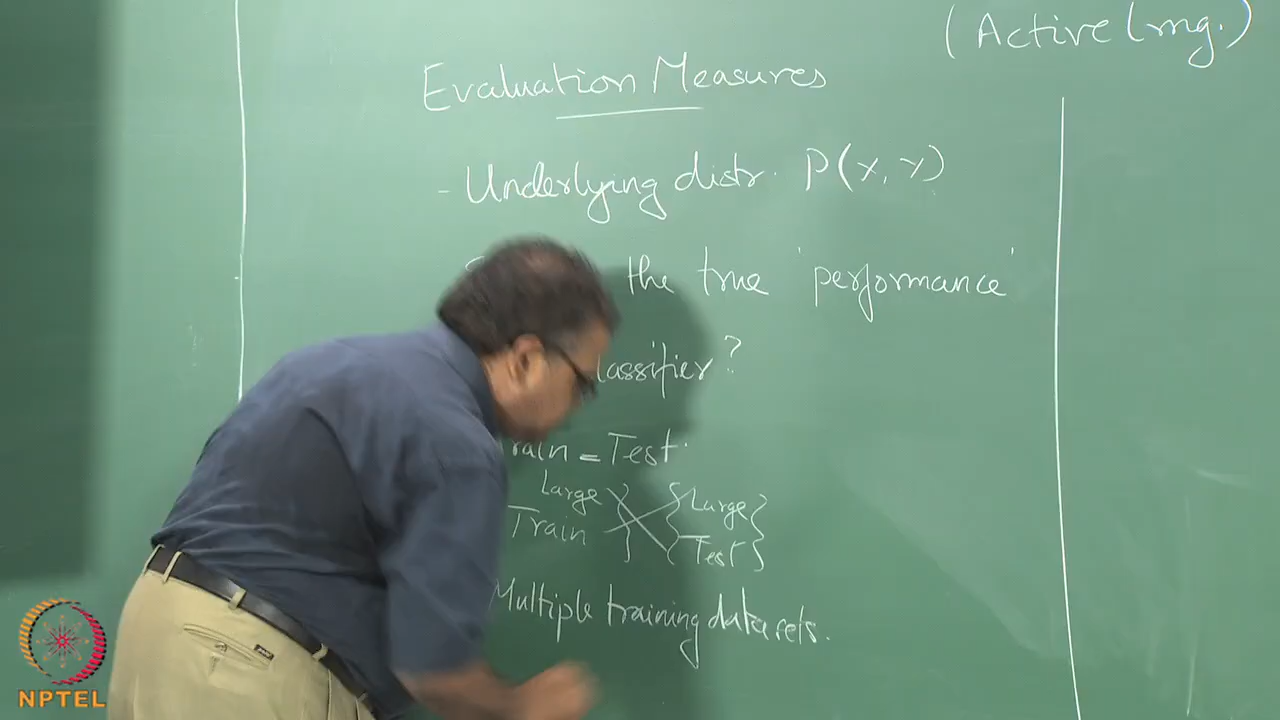 (Active Lrng.)
Evaluation Measures
- Underlying distr. P(x, y)
the true 'performance'
lassifier?
rain = Test.
Large Large
Train Test
Multiple training data sets.
NPTEL